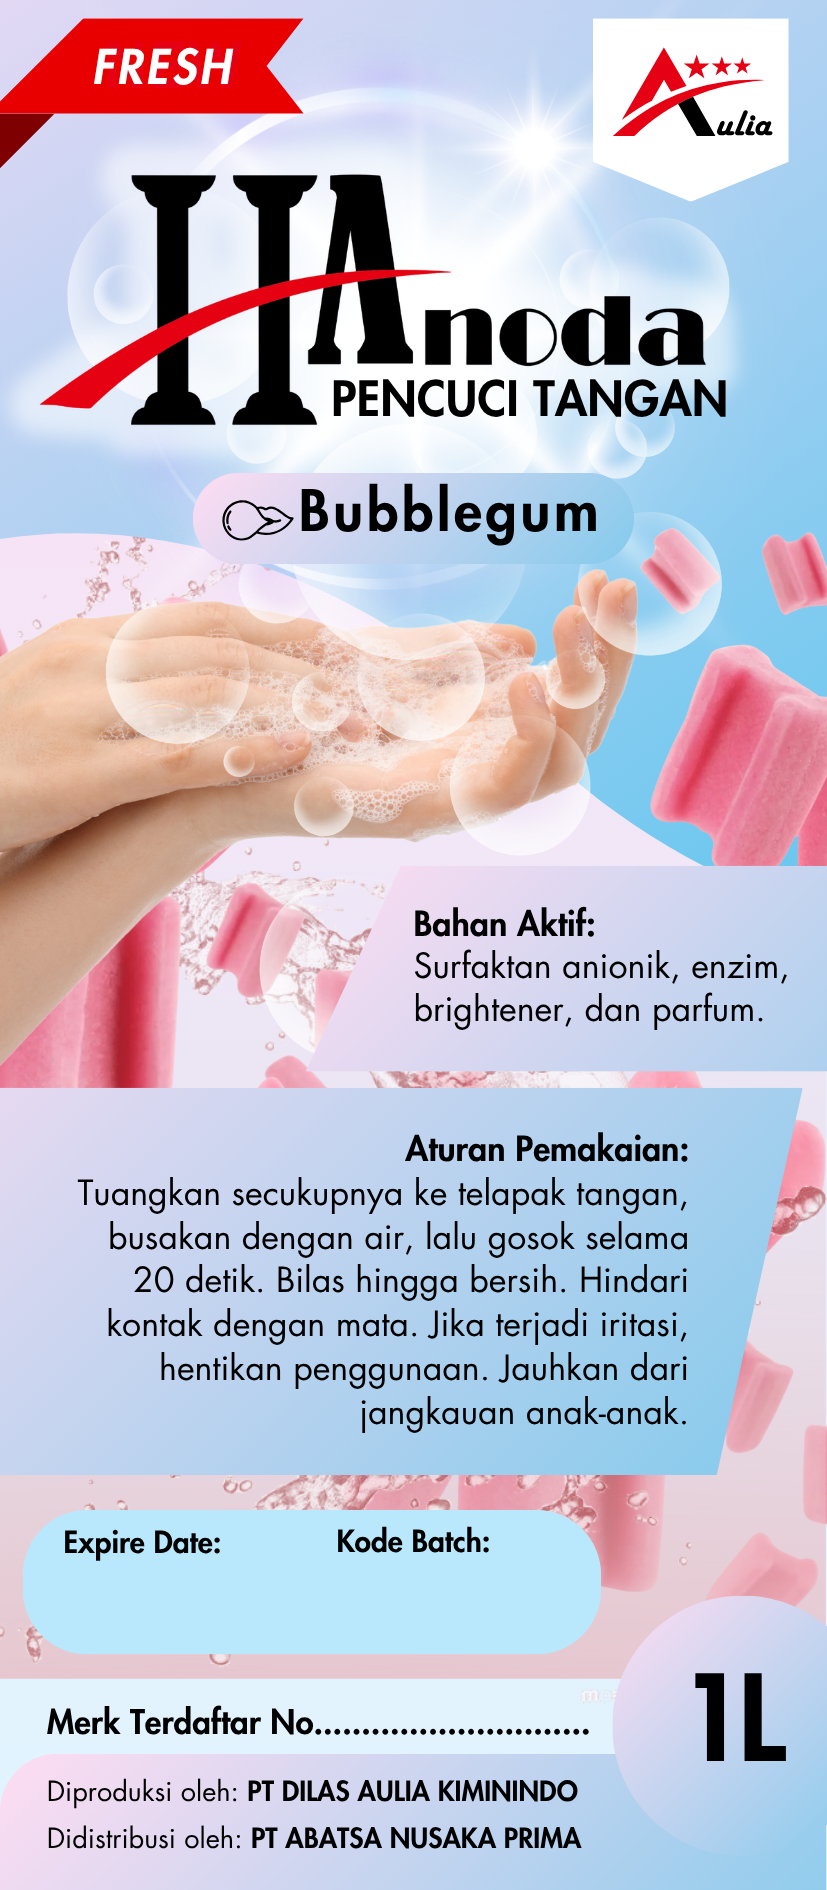 FRESH
Aulia
HAnoda
PENCUCI TANGAN
Bubblegum
Bahan Aktif:
Surfaktan anionik, enzim,
brightener, dan parfum.
Aturan Pemakaian:
Tuangkan secukupnya ke telapak tangan,
busakan dengan air, lalu gosok selama
20 detik. Bilas hingga bersih. Hindari
kontak dengan mata. Jika terjadi iritasi,
hentikan penggunaan. Jauhkan dari
jangkauan anak-anak.
Expire Date: Kode Batch:
1L
Merk Terdaftar No.............................
Diproduksi oleh: PT DILAS AULIA KIMININDO
Didistribusi oleh: PT ABATSA NUSAKA PRIMA